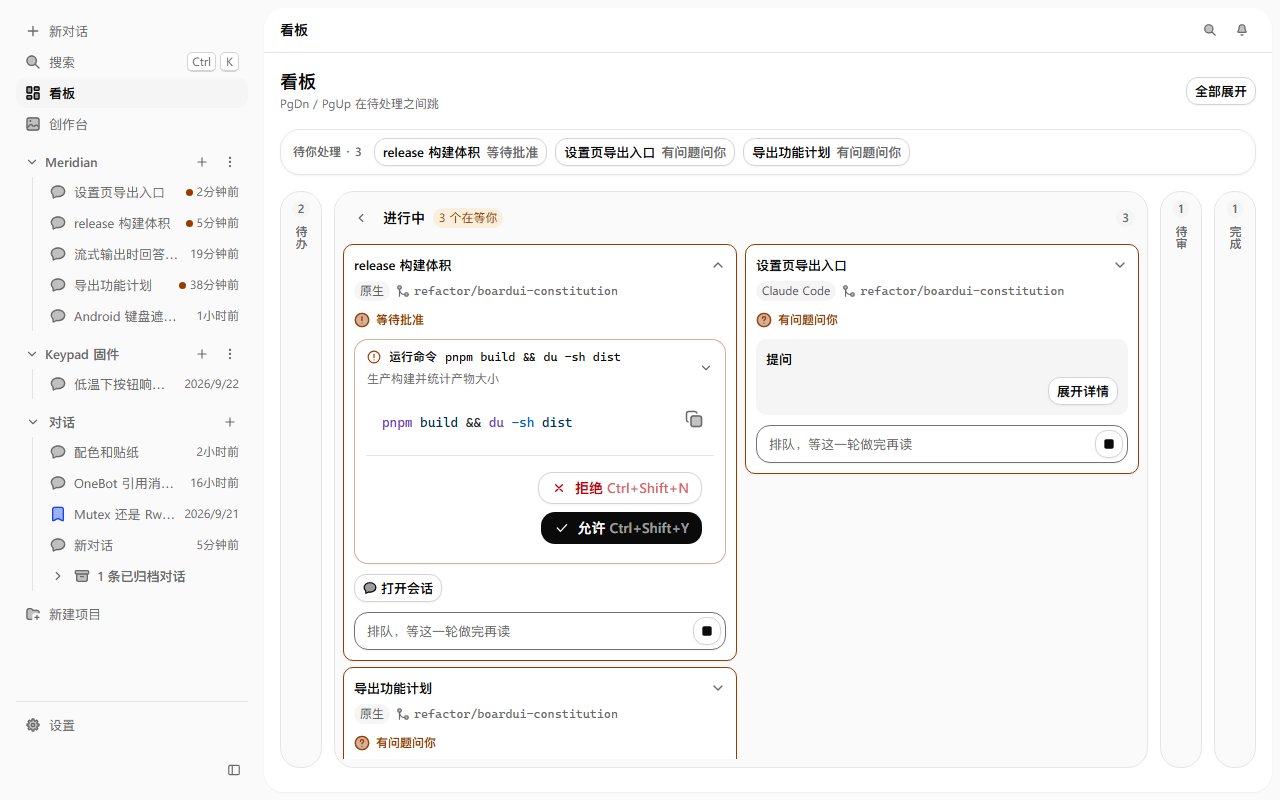 新对话
搜索 Ctrl K
看板
创作台
Meridian
设置页导出入口 2分钟前
release 构建体积 5分钟前
流式输出时回答… 19分钟前
导出功能计划 38分钟前
Android 键盘遮… 1小时前
Keypad 固件
低温下按钮响… 2026/9/22
对话
配色和贴纸 2小时前
OneBot 引用消… 16小时前
Mutex 还是 Rw… 2026/9/21
新对话 5分钟前
1 条已归档对话
新建项目
设置
看板
看板
PgDn / PgUp 在待处理之间跳
全部展开
待你处理 · 3 release 构建体积 等待批准 设置页导出入口 有问题问你 导出功能计划 有问题问你
2
待办
进行中 3 个在等你 3
release 构建体积
原生 refactor/boardui-constitution
等待批准
运行命令 pnpm build && du -sh dist
生产构建并统计产物大小
pnpm build && du -sh dist
拒绝 Ctrl+Shift+N
允许 Ctrl+Shift+Y
打开会话
排队，等这一轮做完再读
导出功能计划
原生 refactor/boardui-constitution
有问题问你
设置页导出入口
Claude Code refactor/boardui-constitution
有问题问你
提问
展开详情
排队，等这一轮做完再读
1
待审
1
完成